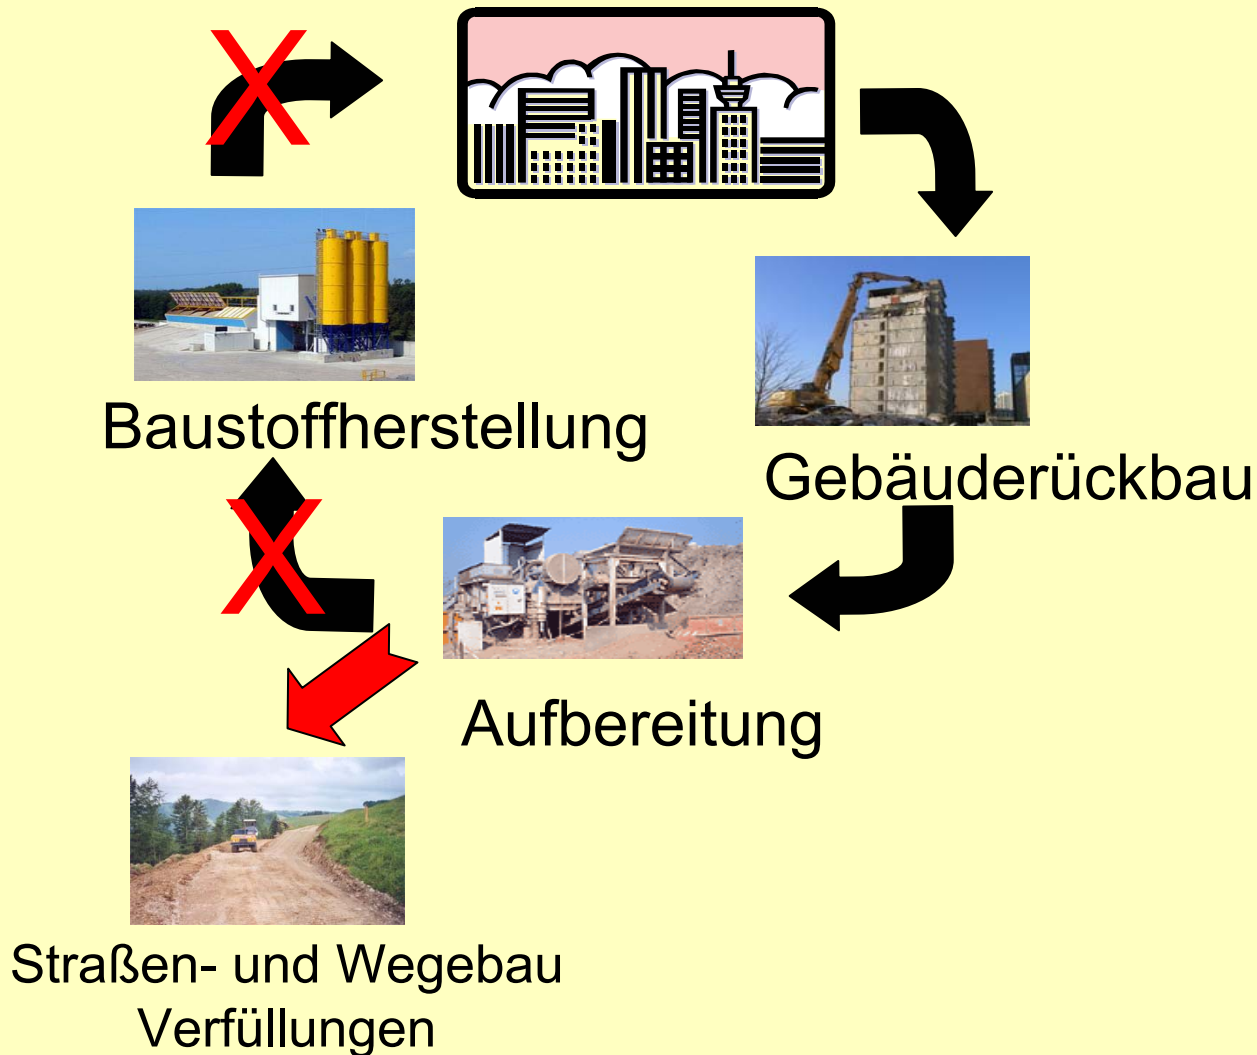 Baustoffherstellung
Gebäuderückbau
Aufbereitung
Straßen- und Wegebau
Verfüllungen